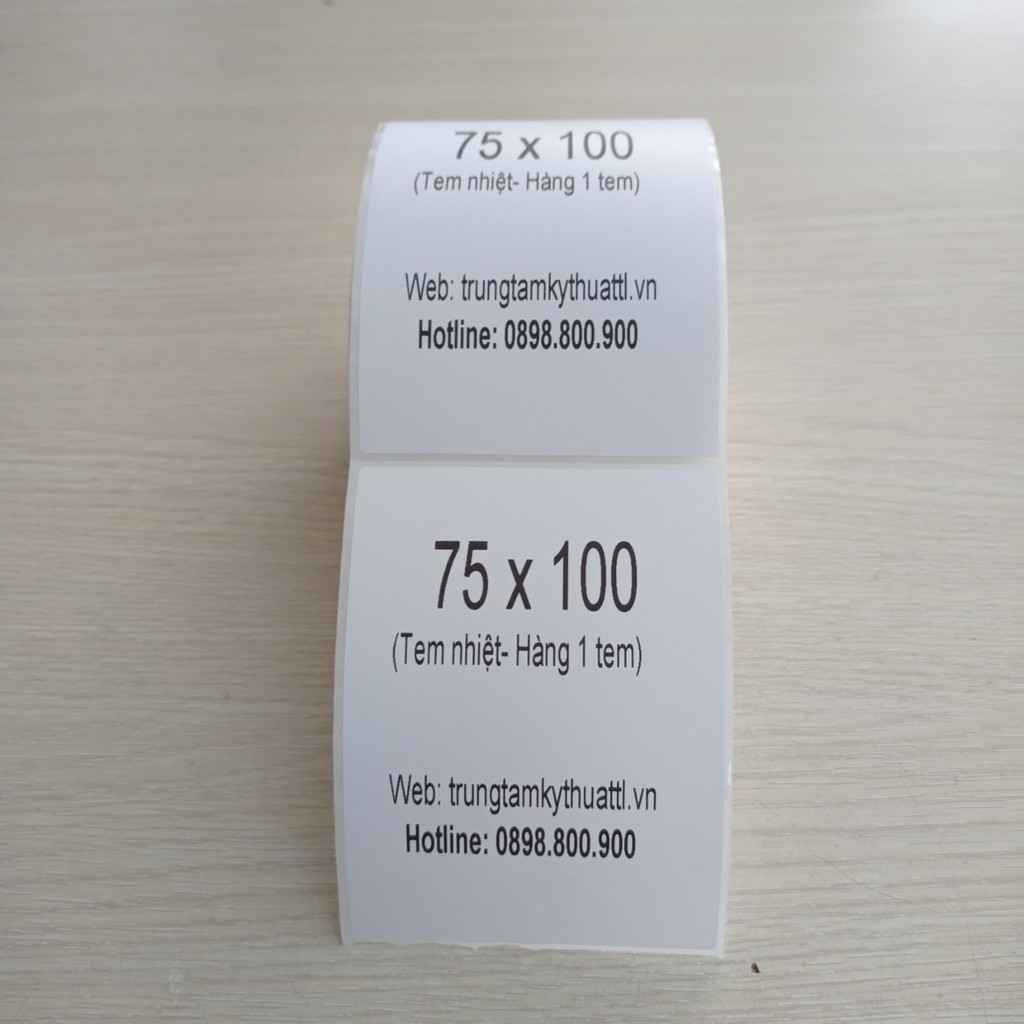 75 x 100
(Tem nhiệt- Hàng 1 tem)
Web: trungtamkythuattl.vn
Hotline: 0898.800.900
75 x 100
(Tem nhiệt- Hàng 1 tem)
Web: trungtamkythuattl.vn
Hotline: 0898.800.900